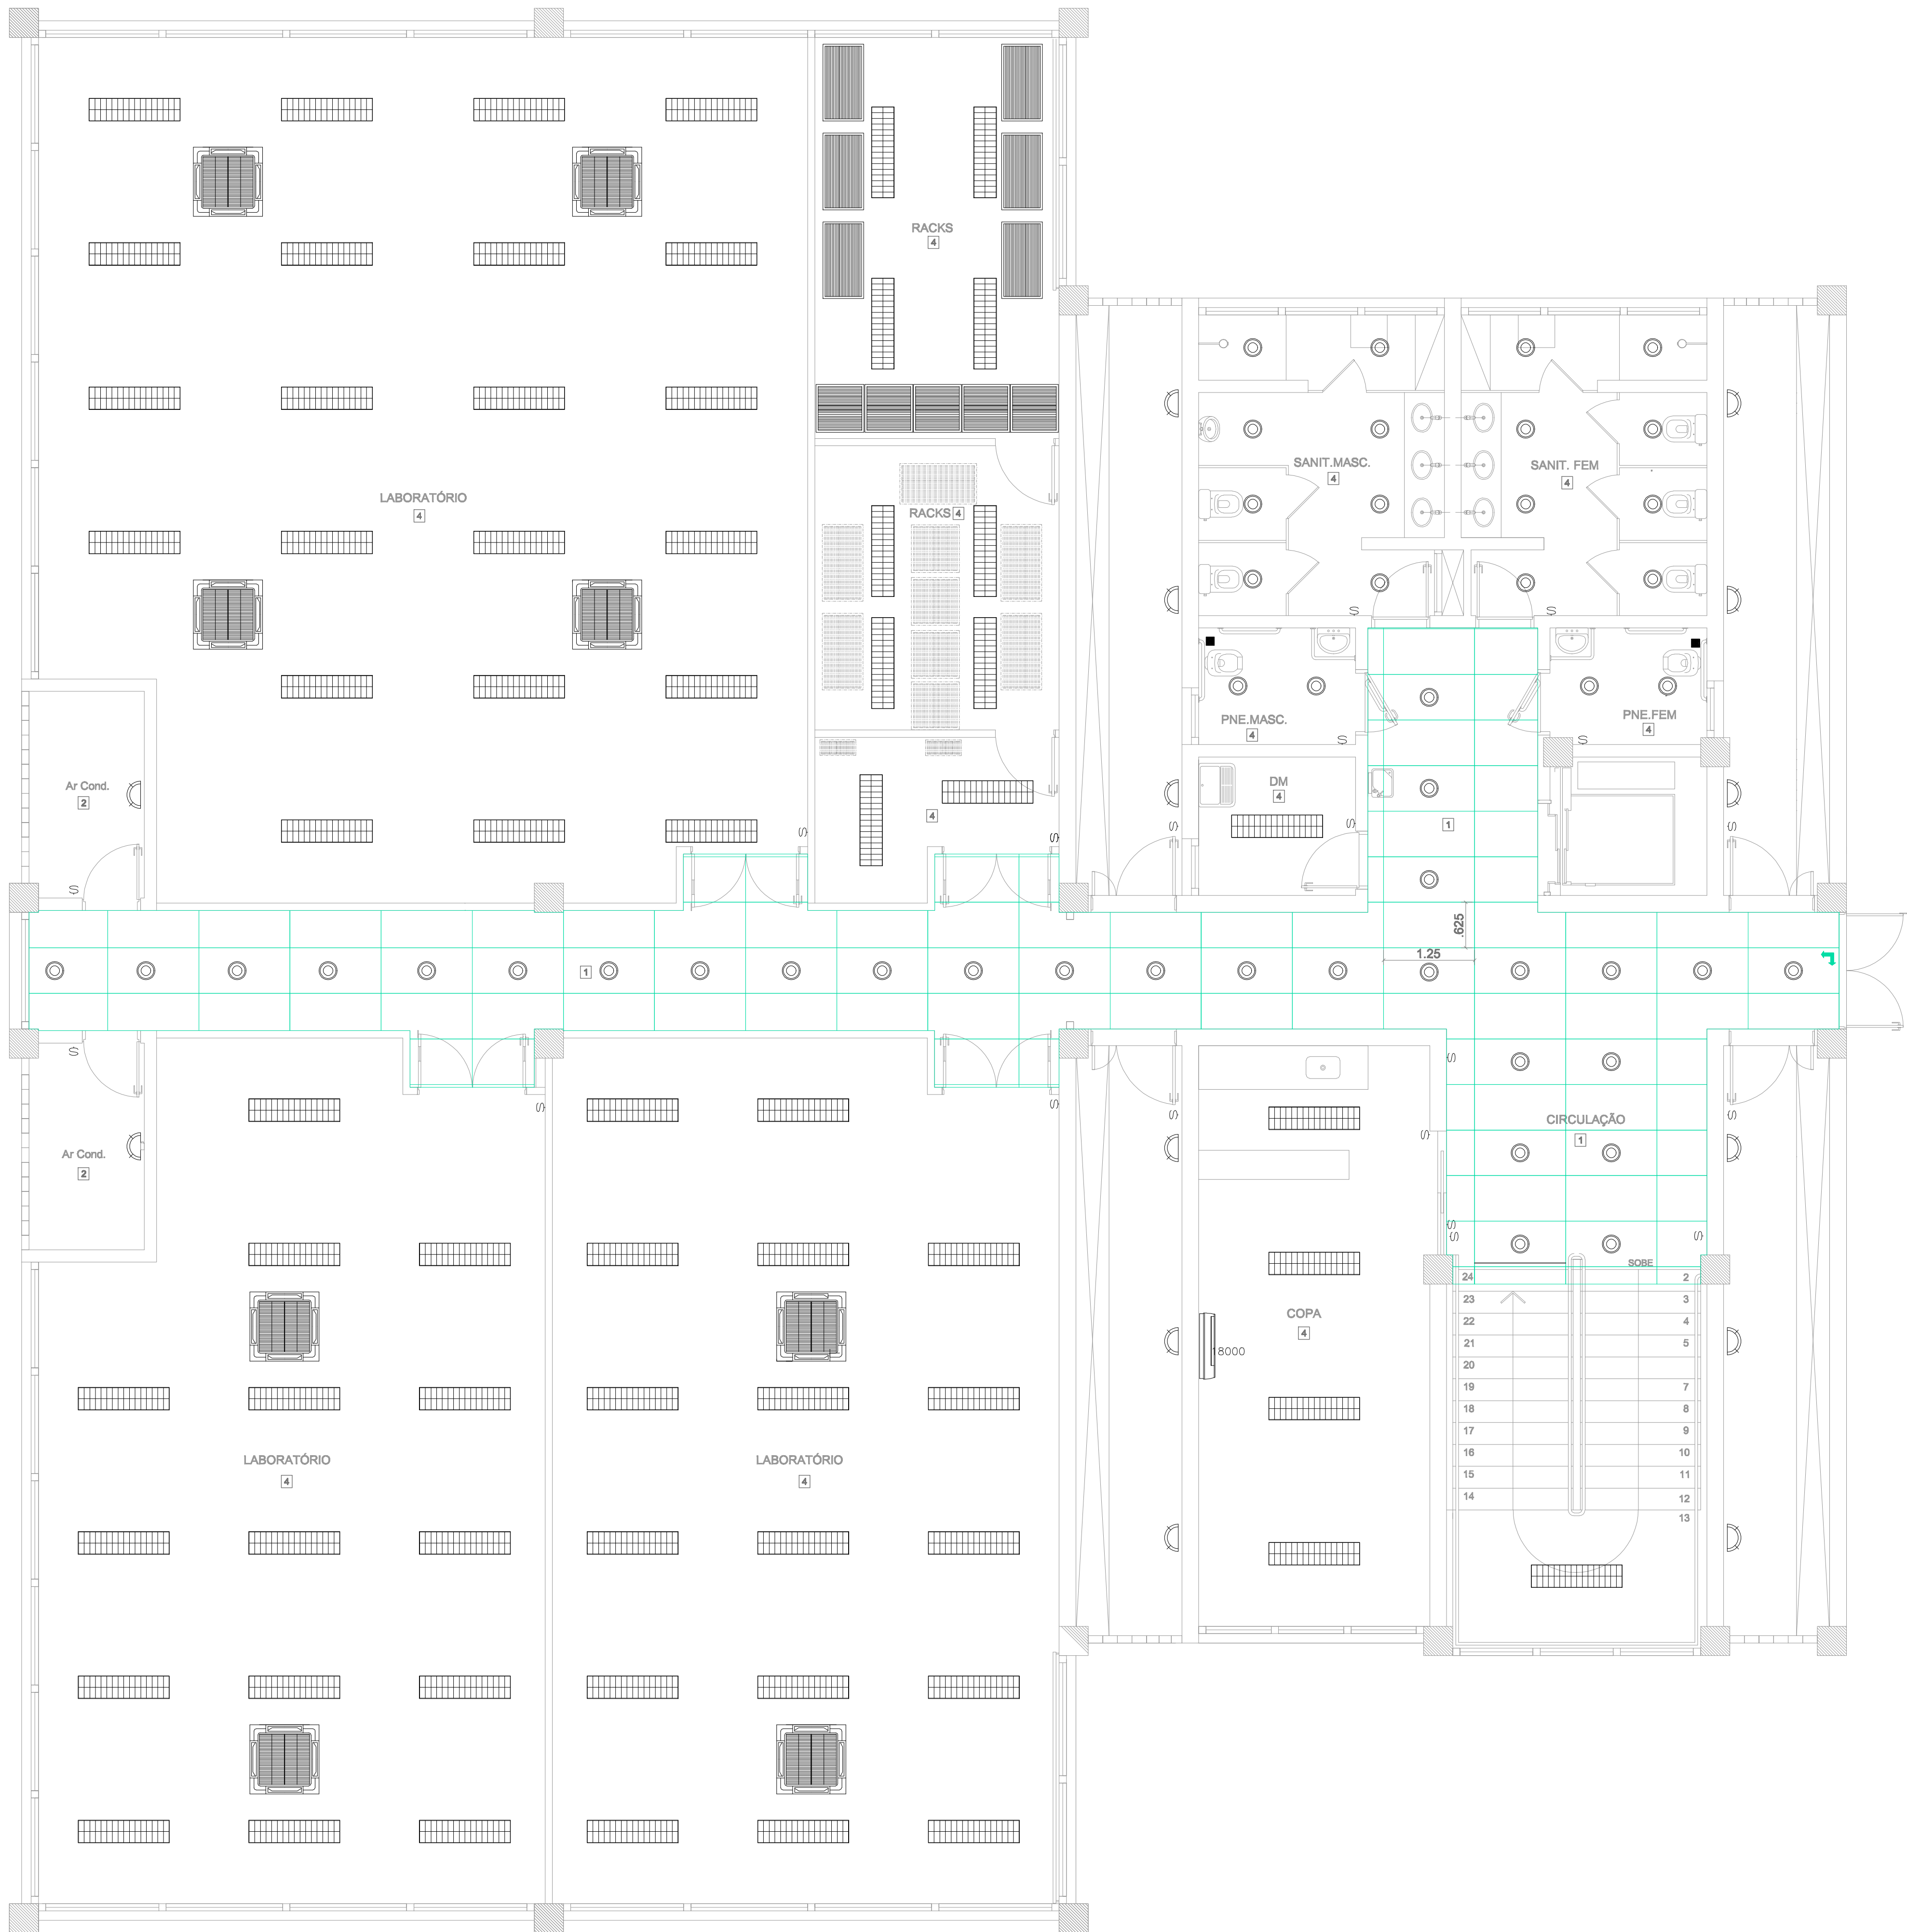 RACKS
4
LABORATÓRIO
4
RACKS 4
SANIT.MASC.
4
SANIT. FEM
4
S
S
PNE.MASC.
4
PNE.FEM
4
S
S
Ar Cond.
2
DM
4
4
1
S
S
S
S
S
S
.625
1.25
1
S
S
S
S
S
S
CIRCULAÇÃO
1
S
Ar Cond.
2
S
S
S
SOBE
24
2
23
3
COPA
4
22
4
21
5
18000
20
19
7
18
8
17
9
16
10
15
11
14
12
13
LABORATÓRIO
4
LABORATÓRIO
4